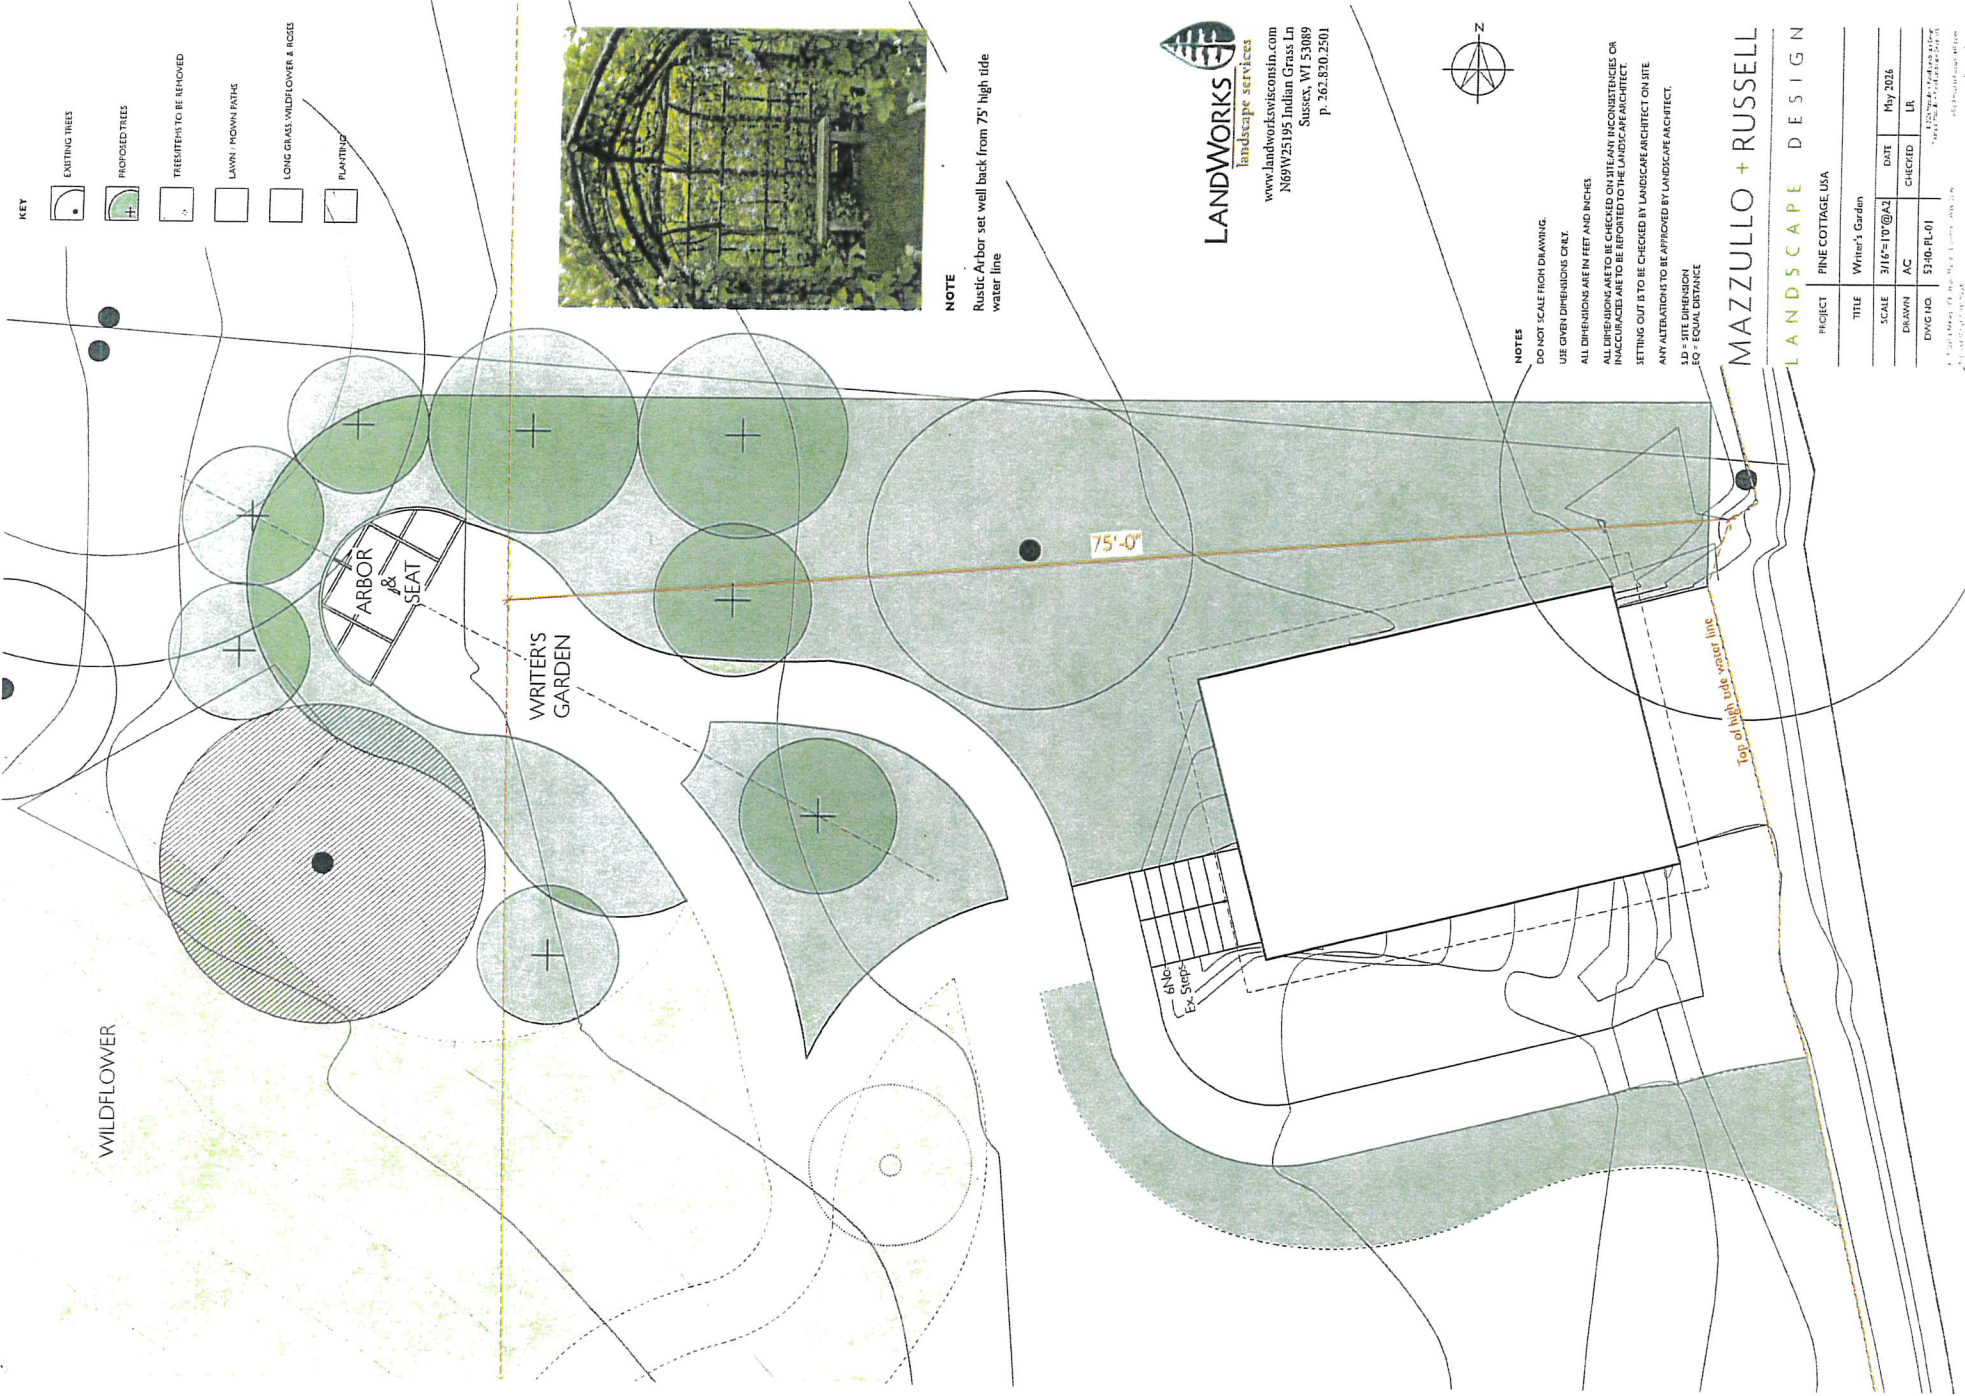 KEY
EXISTING TREES
PROPOSED TREES
TREES/ITEMS TO BE REMOVED
LAWN / MOWN PATHS
LONG GRASS, WILDFLOWER & ROSES
PLANTING
NOTE
Rustic Arbor set well back from 75' high tide
water line
LANDWORKS
landscape services
www.landworkswisconsin.com
N69W25195 Indian Grass Ln
Sussex, WI 53089
p. 262.820.2501
N
NOTES
DO NOT SCALE FROM DRAWING.
USE GIVEN DIMENSIONS ONLY.
ALL DIMENSIONS ARE IN FEET AND INCHES.
ALL DIMENSIONS ARE TO BE CHECKED ON SITE ANY INCONSISTENCIES OR
INACCURACIES ARE TO BE REPORTED TO THE LANDSCAPE ARCHITECT.
SETTING OUT IS TO BE CHECKED BY LANDSCAPE ARCHITECT ON SITE.
ANY ALTERATIONS TO BE APPROVED BY LANDSCAPE ARCHITECT.
S.D = SITE DIMENSION
EQ = EQUAL DISTANCE
MAZZULLO + RUSSELL
LANDSCAPE DESIGN
PROJECT PINE COTTAGE, USA
TITLE Writer's Garden
SCALE 3/16"=1'0"@A2 DATE May 2026
DRAWN AC CHECKED LR
DWG NO. 5340-PL-01
ARBOR
&
SEAT
WRITER'S
GARDEN
WILDFLOWER
75'-0"
6No.
Ex. Steps
Top of high tide water line